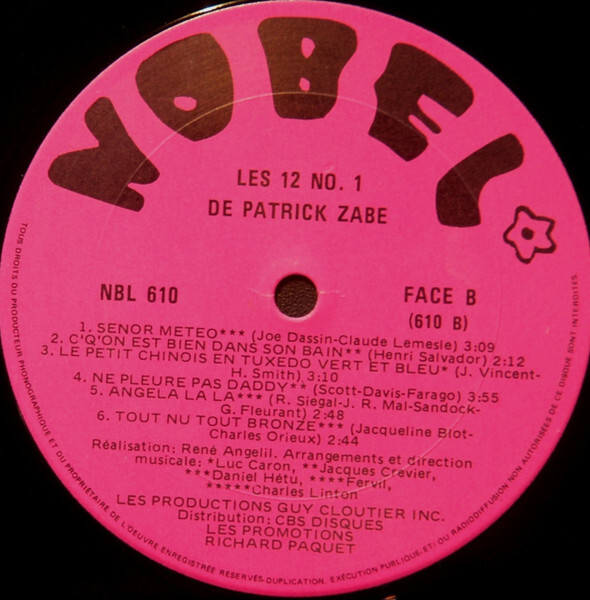 NOBEL
LES 12 NO. 1
DE PATRICK ZABE
NBL 610
FACE B
(610 B)
1. SENOR METEO*** (Joe Dassin-Claude Lemesle) 3:09
2. C'Q'ON EST BIEN DANS SON BAIN** (Henri Salvador) 2:12
3. LE PETIT CHINOIS EN TUXEDO VERT ET BLEU* (J. Vincent-
H. Smith) 3:10
4. NE PLEURE PAS DADDY** (Scott-Davis-Farago) 3:55
5. ANGELA LA LA*** (R. Siegal-J. R. Mal-Sandock-
G. Fleurant) 2:48
6. TOUT NU TOUT BRONZE*** (Jacqueline Blot-
Charles Orieux) 2:44
Réalisation: René Angelil. Arrangements et direction
musicale: *Luc Caron, **Jacques Crevier,
***Daniel Hétu, ****Fervil,
*****Charles Linton
LES PRODUCTIONS GUY CLOUTIER INC.
Distribution: CBS DISQUES
LES PROMOTIONS
RICHARD PAQUET
TOUS DROITS DU PRODUCTEUR PHONOGRAPHIQUE ET DU PROPRIÉTAIRE DE L'OEUVRE ENREGISTRÉE RÉSERVÉS. DUPLICATION, EXÉCUTION PUBLIQUE, ET/OU RADIODIFFUSION NON AUTORISÉES DE CE DISQUE SONT INTERDITES